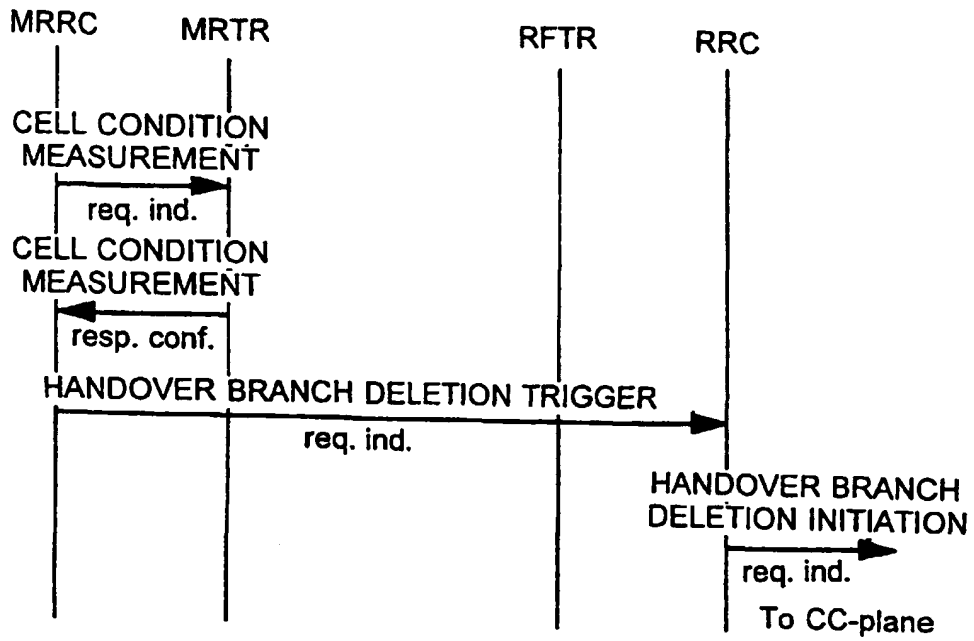 MRRC MRTR RFTR RRC
CELL CONDITION
MEASUREMENT
req. ind.
CELL CONDITION
MEASUREMENT
resp. conf.
HANDOVER BRANCH DELETION TRIGGER
req. ind.
HANDOVER BRANCH
DELETION INITIATION
req. ind.
To CC-plane